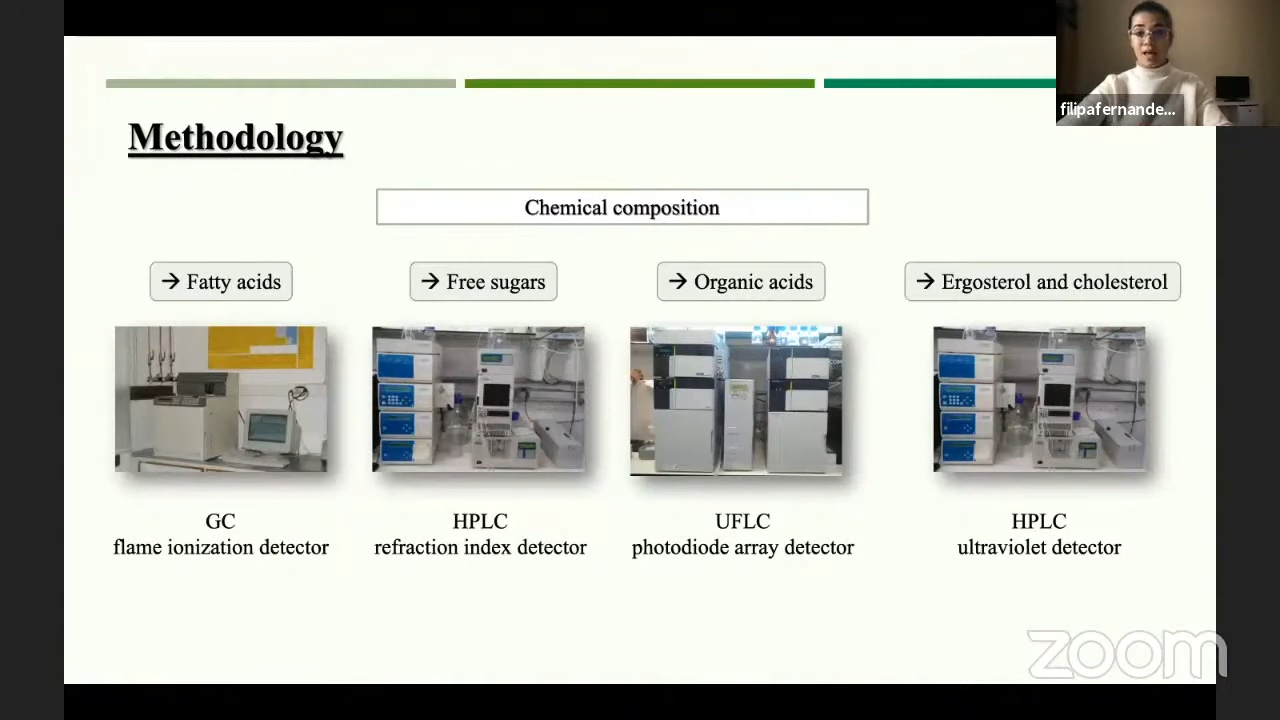 filipafernande...
Methodology
Chemical composition
→ Fatty acids
→ Free sugars
→ Organic acids
→ Ergosterol and cholesterol
GC
flame ionization detector
HPLC
refraction index detector
UFLC
photodiode array detector
HPLC
ultraviolet detector
zoom